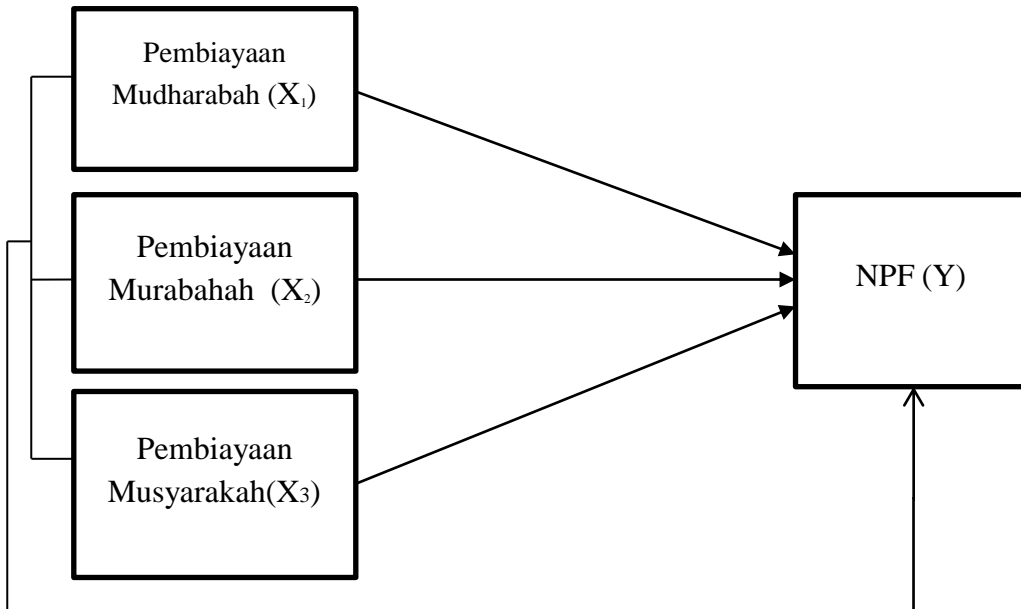 Pembiayaan
Mudharabah (X₁)
Pembiayaan
Murabahah (X₂)
NPF (Y)
Pembiayaan
Musyarakah(X3)